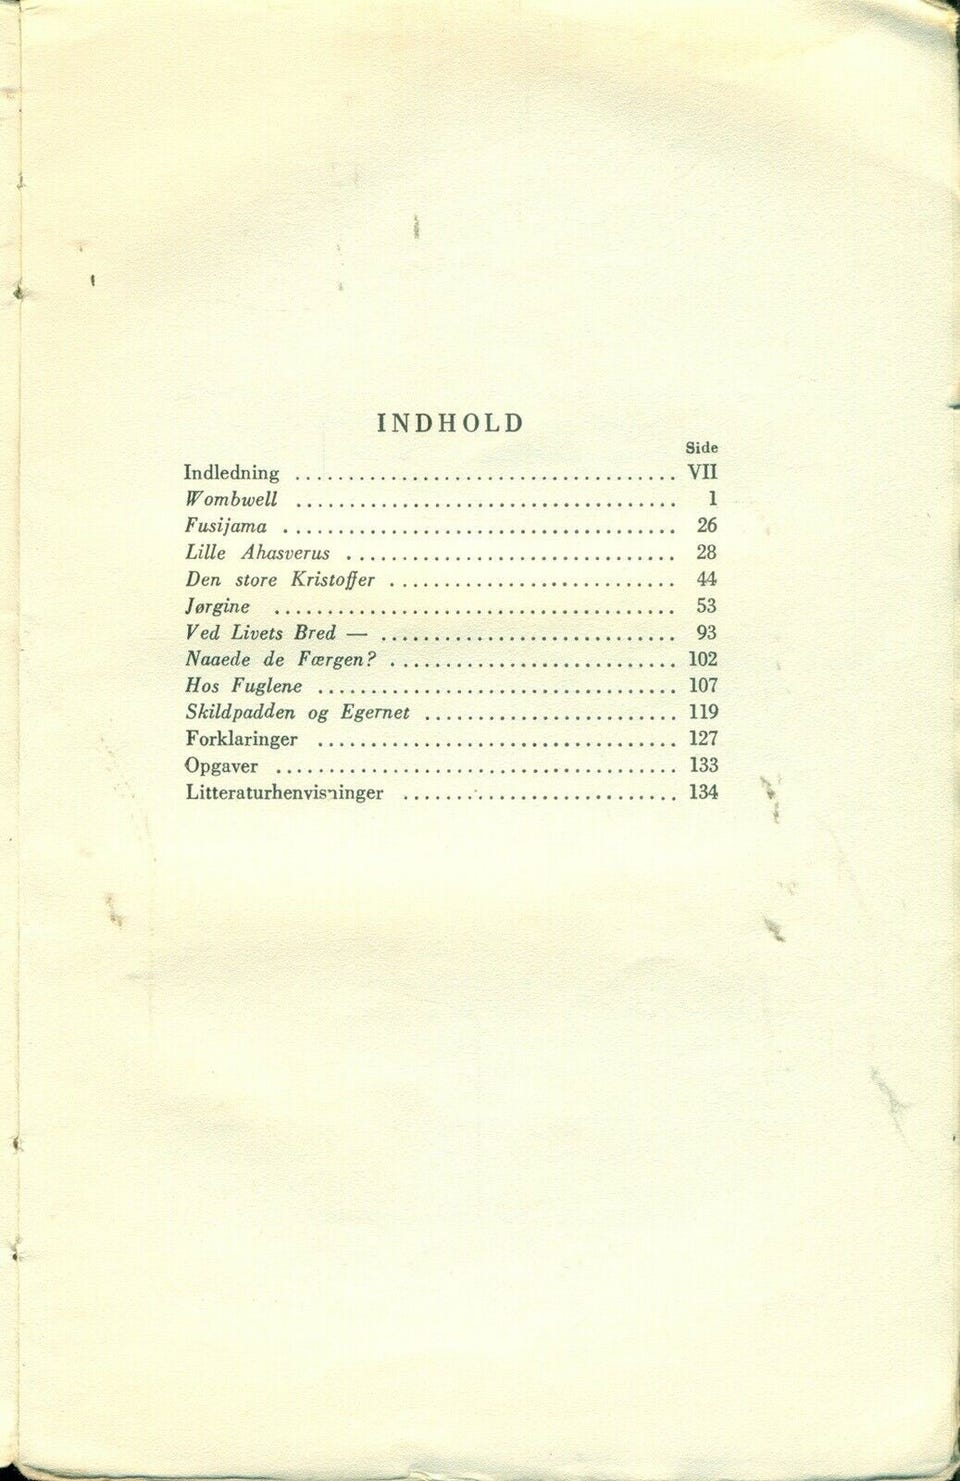 INDHOLD
Side
Indledning .................................... VII
Wombwell .................................... 1
Fusijama ..................................... 26
Lille Ahasverus ............................... 28
Den store Kristoffer ........................... 44
Jørgine ...................................... 53
Ved Livets Bred — ............................ 93
Naaede de Færgen? ........................... 102
Hos Fuglene .................................. 107
Skildpadden og Egernet ........................ 119
Forklaringer .................................. 127
Opgaver ...................................... 133
Litteraturhenvisninger .......................... 134